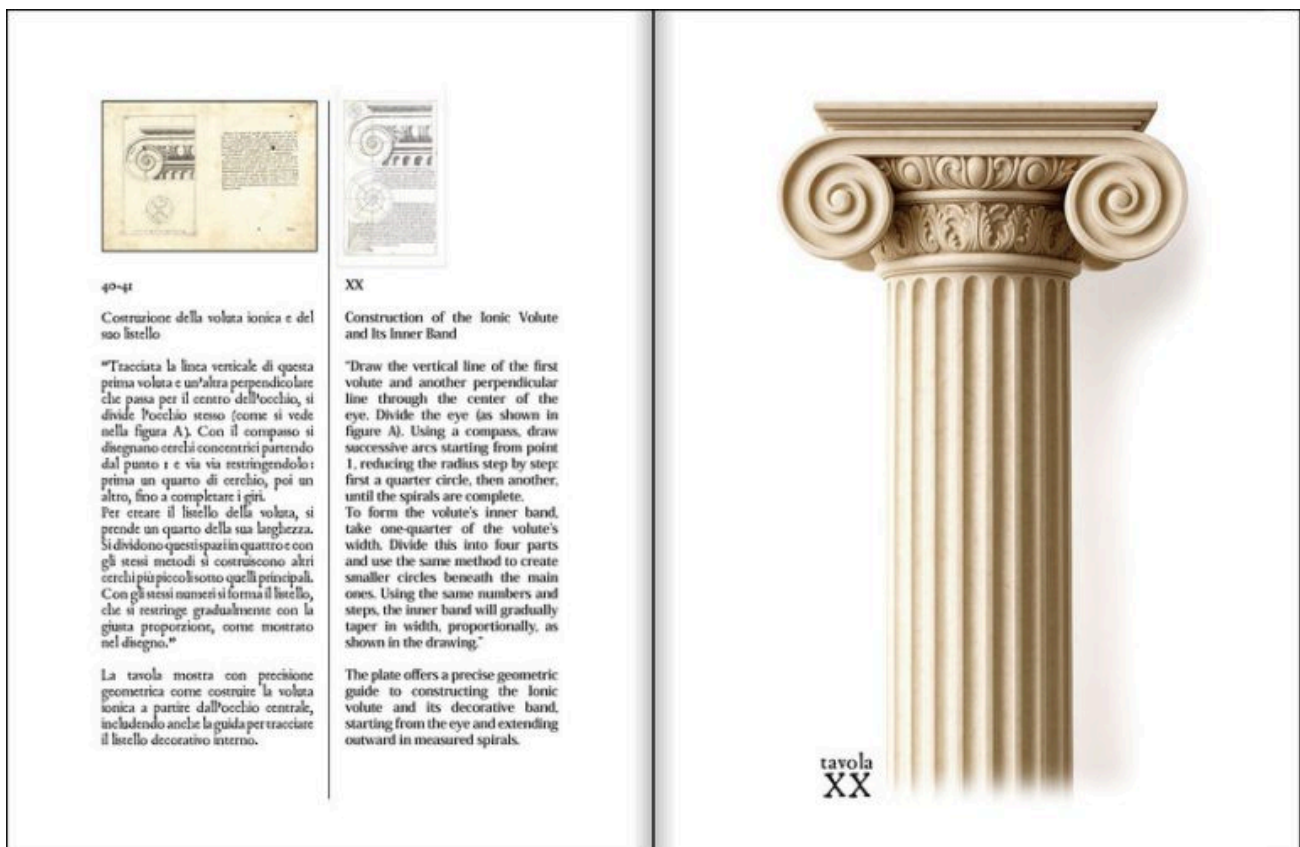 40-41
Costruzione della voluta ionica e del
suo listello
"Tracciata la linea verticale di questa
prima voluta e un'altra perpendicolare
che passa per il centro dell'occhio, si
divide l'occhio stesso (come si vede
nella figura A). Con il compasso si
disegnano cerchi concentrici partendo
dal punto 1 e via via restringendolo:
prima un quarto di cerchio, poi un
altro, fino a completare i giri.
Per creare il listello della voluta, si
prende un quarto della sua larghezza.
Si dividono questi spazi in quattro e con
gli stessi metodi si costruiscono altri
cerchi più piccoli sotto quelli principali.
Con gli stessi numeri si forma il listello,
che si restringe gradualmente con la
giusta proporzione, come mostrato
nel disegno."
La tavola mostra con precisione
geometrica come costruire la voluta
ionica a partire dall'occhio centrale,
includendo anche la guida per tracciare
il listello decorativo interno.
XX
Construction of the Ionic Volute
and Its Inner Band
"Draw the vertical line of the first
volute and another perpendicular
line through the center of the
eye. Divide the eye (as shown in
figure A). Using a compass, draw
successive arcs starting from point
1, reducing the radius step by step:
first a quarter circle, then another,
until the spirals are complete.
To form the volute's inner band,
take one-quarter of the volute's
width. Divide this into four parts
and use the same method to create
smaller circles beneath the main
ones. Using the same numbers and
steps, the inner band will gradually
taper in width, proportionally, as
shown in the drawing."
The plate offers a precise geometric
guide to constructing the Ionic
volute and its decorative band,
starting from the eye and extending
outward in measured spirals.
tavola
XX